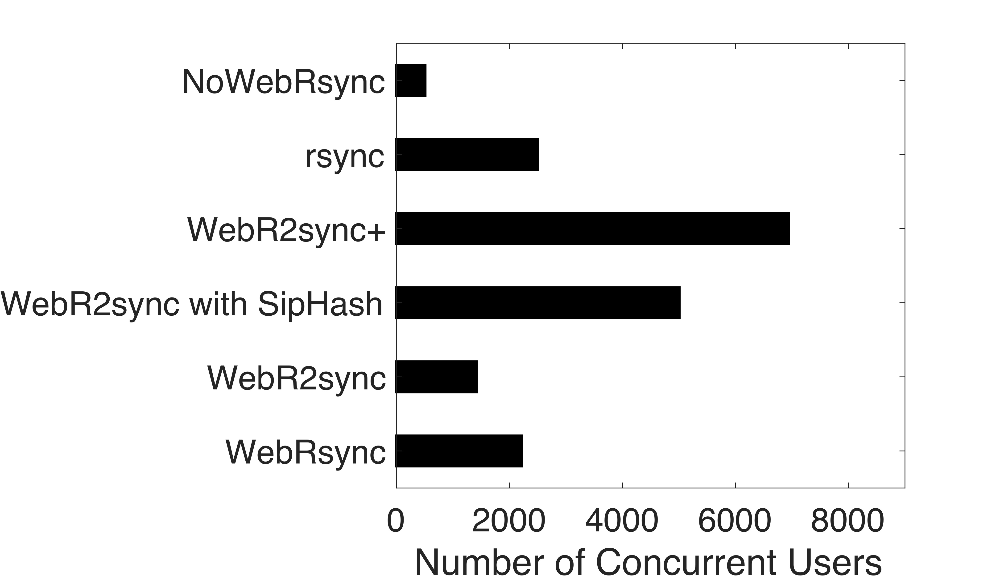 NoWebRsync
rsync
WebR2sync+
WebR2sync with SipHash
WebR2sync
WebRsync
0 2000 4000 6000 8000
Number of Concurrent Users